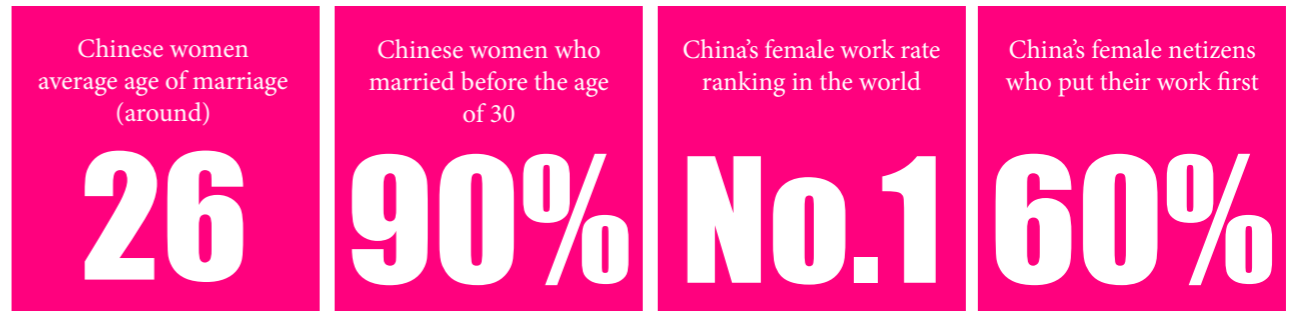 Chinese women
average age of marriage
(around)
26
Chinese women who
married before the age
of 30
90%
China's female work rate
ranking in the world
No.1
China's female netizens
who put their work first
60%